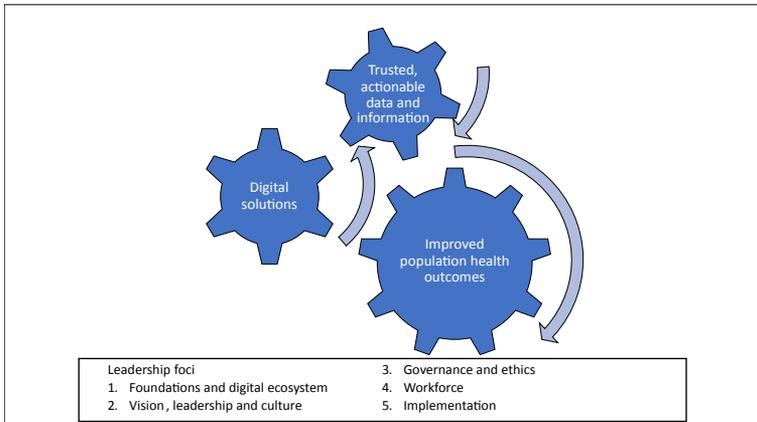 Trusted,
actionable
data and
information
Digital
solutions
Improved
population health
outcomes
Leadership foci
1. Foundations and digital ecosystem
2. Vision, leadership and culture
3. Governance and ethics
4. Workforce
5. Implementation